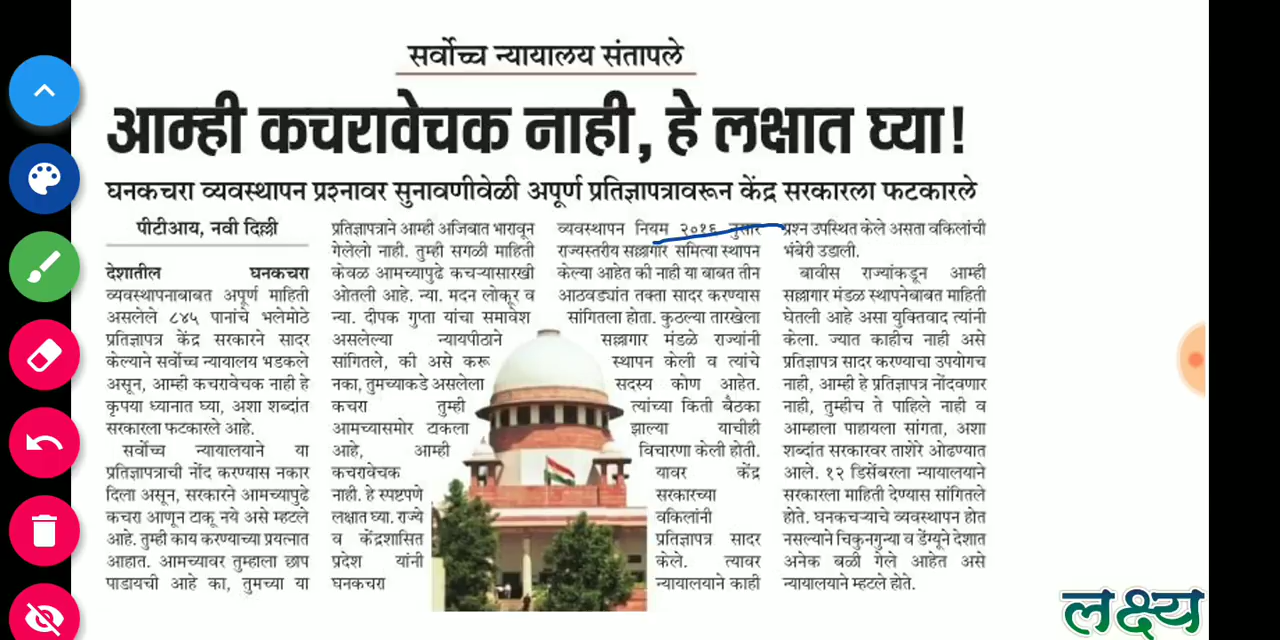 सर्वोच्च न्यायालय संतापले
आम्ही कचरावेचक नाही, हे लक्षात घ्या!
घनकचरा व्यवस्थापन प्रश्नावर सुनावणीवेळी अपूर्ण प्रतिज्ञापत्रावरून केंद्र सरकारला फटकारले
पीटीआय, नवी दिल्ली
देशातील घनकचरा
व्यवस्थापनाबाबत अपूर्ण माहिती
असलेले ८४५ पानांचे भलेमोठे
प्रतिज्ञापत्र केंद्र सरकारने सादर
केल्याने सर्वोच्च न्यायालय भडकले
असून, आम्ही कचरावेचक नाही हे
कृपया ध्यानात घ्या, अशा शब्दांत
सरकारला फटकारले आहे.
सर्वोच्च न्यायालयाने या
प्रतिज्ञापत्राची नोंद करण्यास नकार
दिला असून, सरकारने आमच्यापुढे
कचरा आणून टाकू नये असे म्हटले
आहे. तुम्ही काय करण्याच्या प्रयत्नात
आहात. आमच्यावर तुम्हाला छाप
पाडायची आहे का, तुमच्या या
प्रतिज्ञापत्राने आम्ही अजिबात भारावून
गेलेलो नाही. तुम्ही सगळी माहिती
केवळ आमच्यापुढे कचऱ्यासारखी
ओतली आहे. न्या. मदन लोकूर व
न्या. दीपक गुप्ता यांचा समावेश
असलेल्या न्यायपीठाने
सांगितले, की असे करू
नका, तुमच्याकडे असलेला
कचरा तुम्ही
आमच्यासमोर टाकला
आहे, आम्ही
कचरावेचक
नाही. हे स्पष्टपणे
लक्षात घ्या. राज्ये
व केंद्रशासित
प्रदेश यांनी
घनकचरा
व्यवस्थापन नियम २०१६ नुसार
राज्यस्तरीय सल्लागार समित्या स्थापन
केल्या आहेत की नाही या बाबत तीन
आठवड्यांत तक्ता सादर करण्यास
सांगितला होता. कुठल्या तारखेला
सल्लागार मंडळे राज्यांनी
स्थापन केली व त्यांचे
सदस्य कोण आहेत.
त्यांच्या किती बैठका
झाल्या याचीही
विचारणा केली होती.
यावर केंद्र
सरकारच्या
वकिलांनी
प्रतिज्ञापत्र सादर
केले. त्यावर
न्यायालयाने काही
प्रश्न उपस्थित केले असता वकिलांची
भंबेरी उडाली.
बावीस राज्यांकडून आम्ही
सल्लागार मंडळ स्थापनेबाबत माहिती
घेतली आहे असा युक्तिवाद त्यांनी
केला. ज्यात काहीच नाही असे
प्रतिज्ञापत्र सादर करण्याचा उपयोगच
नाही, आम्ही हे प्रतिज्ञापत्र नोंदवणार
नाही, तुम्हीच ते पाहिले नाही व
आम्हाला पाहायला सांगता, अशा
शब्दांत सरकारवर ताशेरे ओढण्यात
आले. १२ डिसेंबरला न्यायालयाने
सरकारला माहिती देण्यास सांगितले
होते. घनकचऱ्याचे व्यवस्थापन होत
नसल्याने चिकुनगुन्या व डेंग्यूने देशात
अनेक बळी गेले आहेत असे
न्यायालयाने म्हटले होते.
लक्ष्य